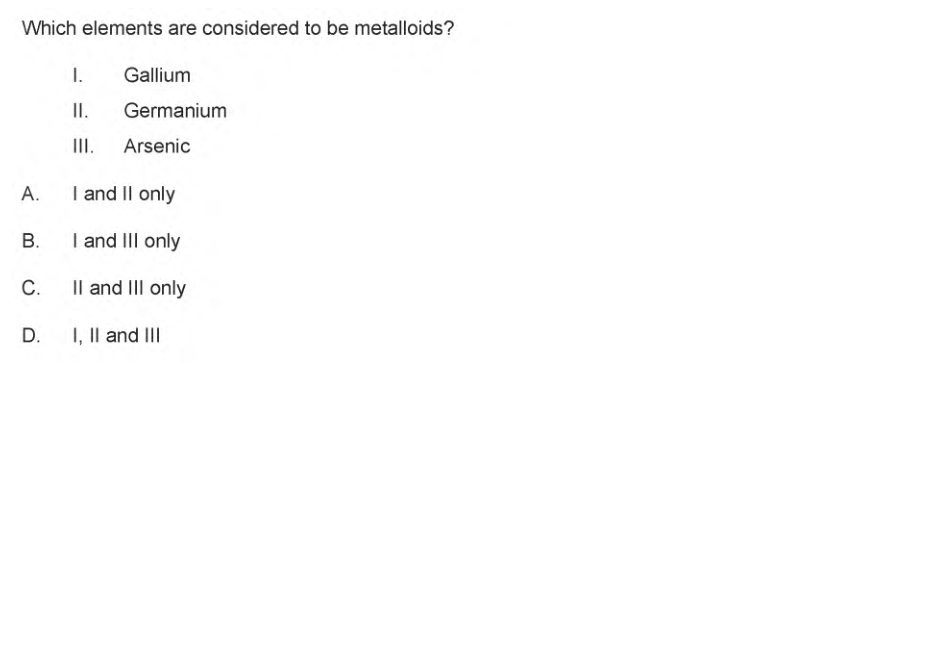 Which elements are considered to be metalloids?
I. Gallium
II. Germanium
III. Arsenic
A. I and II only
B. I and III only
C. II and III only
D. I, II and III